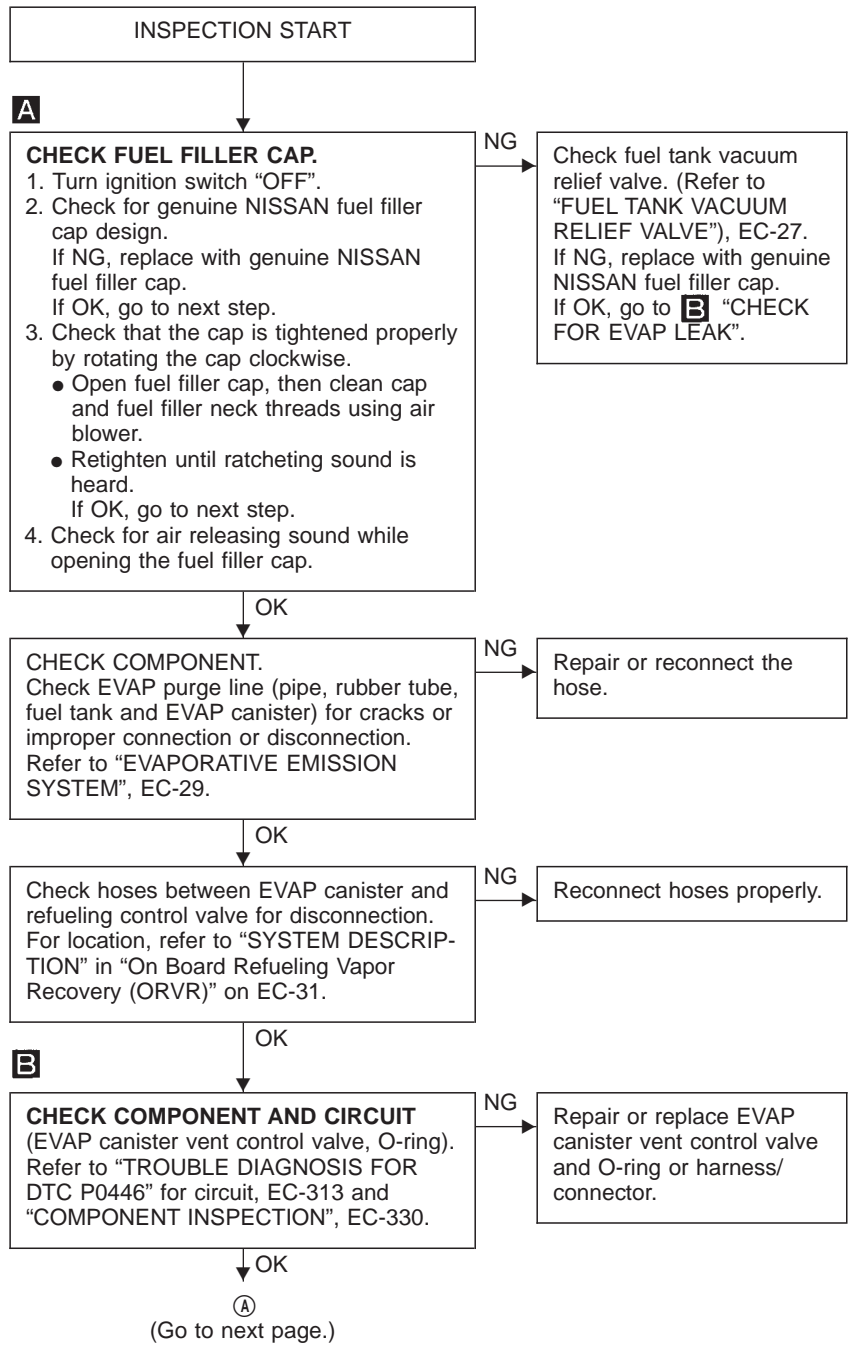 INSPECTION START
A
CHECK FUEL FILLER CAP.
1. Turn ignition switch “OFF”.
2. Check for genuine NISSAN fuel filler
cap design.
If NG, replace with genuine NISSAN
fuel filler cap.
If OK, go to next step.
3. Check that the cap is tightened properly
by rotating the cap clockwise.
● Open fuel filler cap, then clean cap
and fuel filler neck threads using air
blower.
● Retighten until ratcheting sound is
heard.
If OK, go to next step.
4. Check for air releasing sound while
opening the fuel filler cap.
NG
Check fuel tank vacuum
relief valve. (Refer to
“FUEL TANK VACUUM
RELIEF VALVE”), EC-27.
If NG, replace with genuine
NISSAN fuel filler cap.
If OK, go to B “CHECK
FOR EVAP LEAK”.
OK
CHECK COMPONENT.
Check EVAP purge line (pipe, rubber tube,
fuel tank and EVAP canister) for cracks or
improper connection or disconnection.
Refer to “EVAPORATIVE EMISSION
SYSTEM”, EC-29.
NG
Repair or reconnect the
hose.
OK
Check hoses between EVAP canister and
refueling control valve for disconnection.
For location, refer to “SYSTEM DESCRIP-
TION” in “On Board Refueling Vapor
Recovery (ORVR)” on EC-31.
NG
Reconnect hoses properly.
OK
B
CHECK COMPONENT AND CIRCUIT
(EVAP canister vent control valve, O-ring).
Refer to “TROUBLE DIAGNOSIS FOR
DTC P0446” for circuit, EC-313 and
“COMPONENT INSPECTION”, EC-330.
NG
Repair or replace EVAP
canister vent control valve
and O-ring or harness/
connector.
OK
Ⓐ
(Go to next page.)